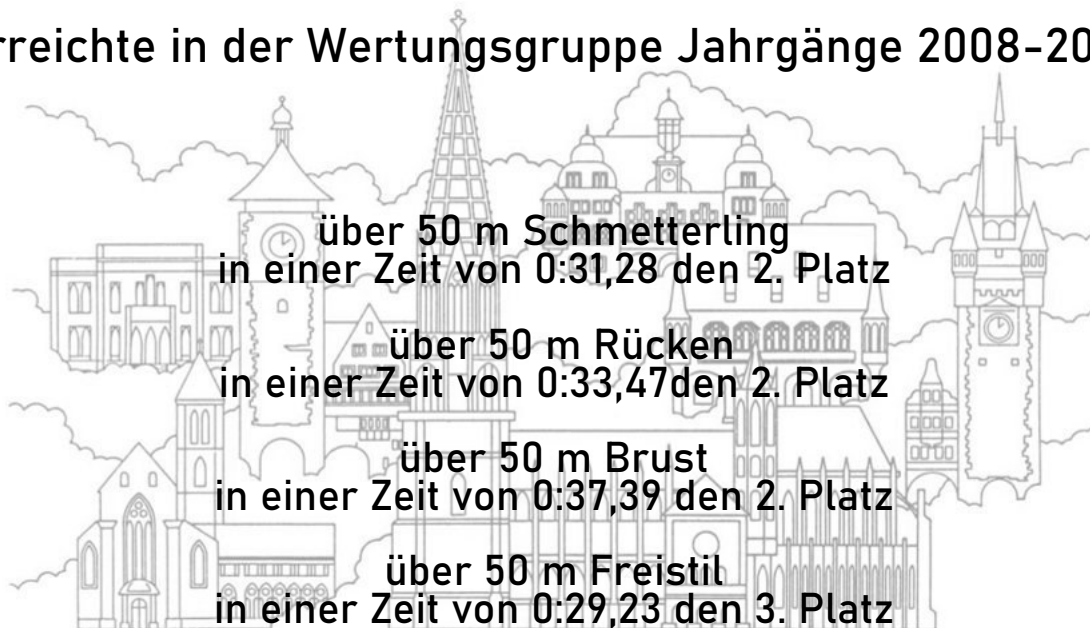 rreichte in der Wertungsgruppe Jahrgänge 2008-20
über 50 m Schmetterling
in einer Zeit von 0:31,28 den 2. Platz
über 50 m Rücken
in einer Zeit von 0:33,47den 2. Platz
über 50 m Brust
in einer Zeit von 0:37,39 den 2. Platz
über 50 m Freistil
in einer Zeit von 0:29,23 den 3. Platz